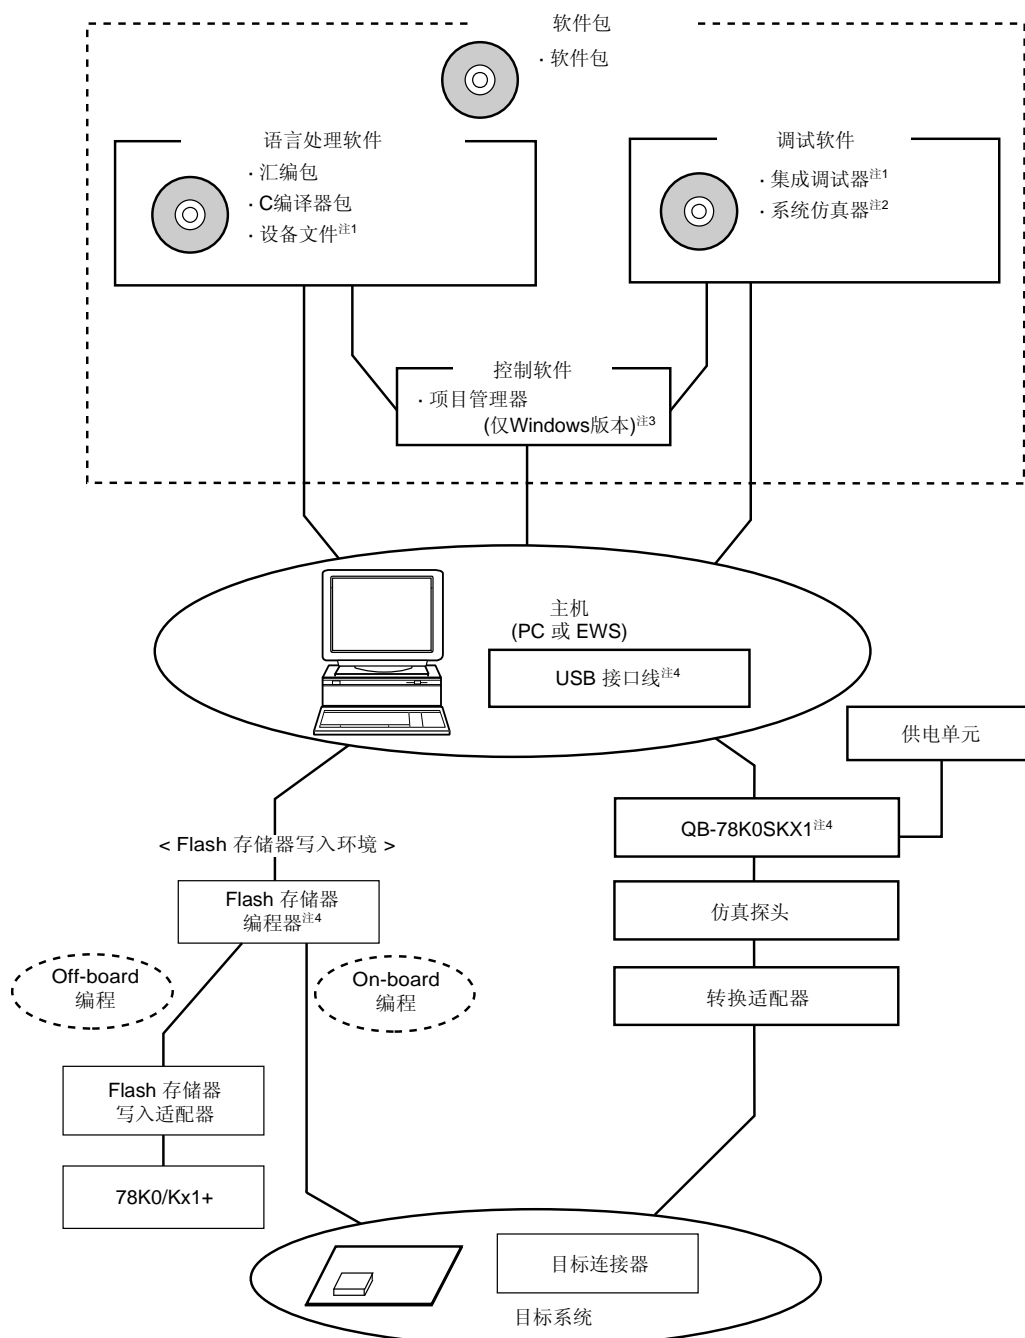 软件包
· 软件包
语言处理软件
· 汇编包
· C编译器包
· 设备文件注1
调试软件
· 集成调试器注1
· 系统仿真器注2
控制软件
· 项目管理器
(仅Windows版本)注3
主机
(PC 或 EWS)
USB 接口线注4
供电单元
QB-78K0SKX1注4
< Flash 存储器写入环境 >
Flash 存储器
编程器注4
仿真探头
Off-board
编程
On-board
编程
转换适配器
Flash 存储器
写入适配器
78K0/Kx1+
目标连接器
目标系统